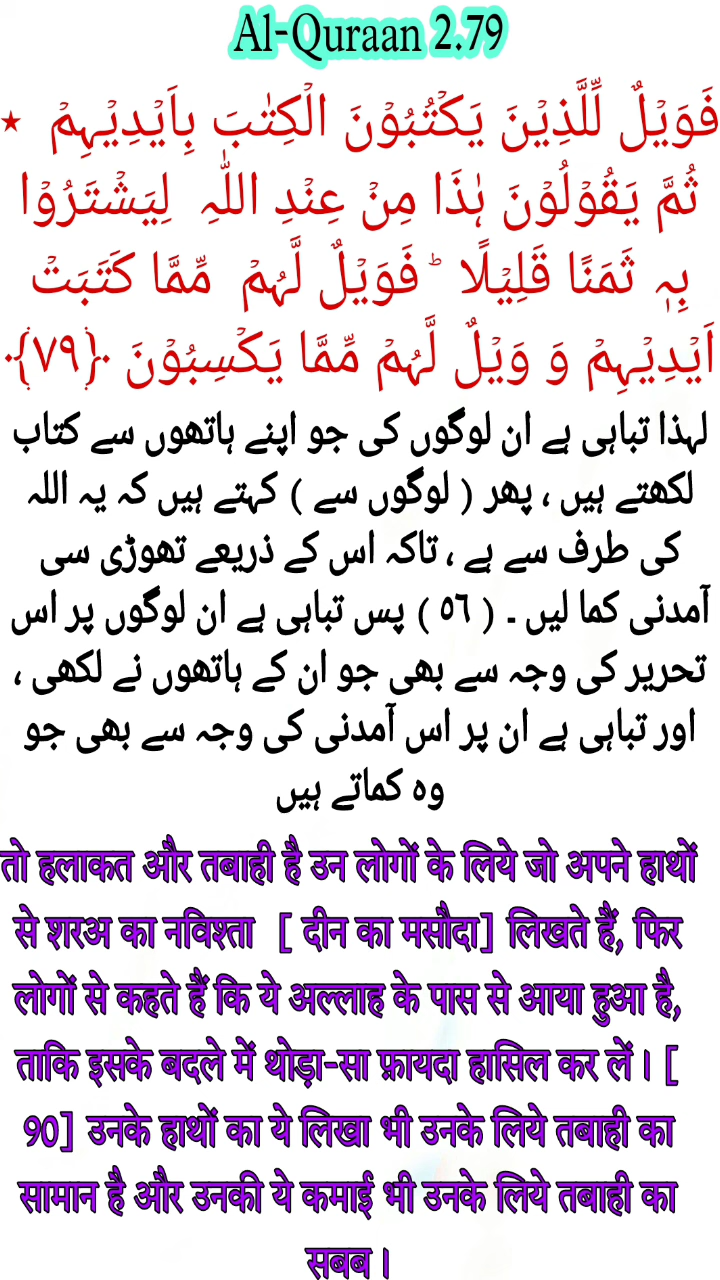 Al-Quraan 2.79
فَوَیۡلٌ لِّلَّذِیۡنَ یَکۡتُبُوۡنَ الۡکِتٰبَ بِاَیۡدِیۡہِمۡ ٭
ثُمَّ یَقُوۡلُوۡنَ ہٰذَا مِنۡ عِنۡدِ اللّٰہِ لِیَشۡتَرُوۡا
بِہٖ ثَمَنًا قَلِیۡلًا ؕ فَوَیۡلٌ لَّہُمۡ مِّمَّا کَتَبَتۡ
اَیۡدِیۡہِمۡ وَ وَیۡلٌ لَّہُمۡ مِّمَّا یَکۡسِبُوۡنَ ﴿۷۹﴾
لہذا تباہی ہے ان لوگوں کی جو اپنے ہاتھوں سے کتاب
لکھتے ہیں ، پھر ( لوگوں سے ) کہتے ہیں کہ یہ اللہ
کی طرف سے ہے ، تاکہ اس کے ذریعے تھوڑی سی
آمدنی کما لیں ۔ ( ٥٦ ) پس تباہی ہے ان لوگوں پر اس
تحریر کی وجہ سے بھی جو ان کے ہاتھوں نے لکھی ،
اور تباہی ہے ان پر اس آمدنی کی وجہ سے بھی جو
وہ کماتے ہیں
तो हलाकत और तबाही है उन लोगों के लिये जो अपने हाथों
से शरअ का नविश्ता [ दीन का मसौदा] लिखते हैं, फिर
लोगों से कहते हैं कि ये अल्लाह के पास से आया हुआ है,
ताकि इसके बदले में थोड़ा-सा फ़ायदा हासिल कर लें। [
90] उनके हाथों का ये लिखा भी उनके लिये तबाही का
सामान है और उनकी ये कमाई भी उनके लिये तबाही का
सबब।